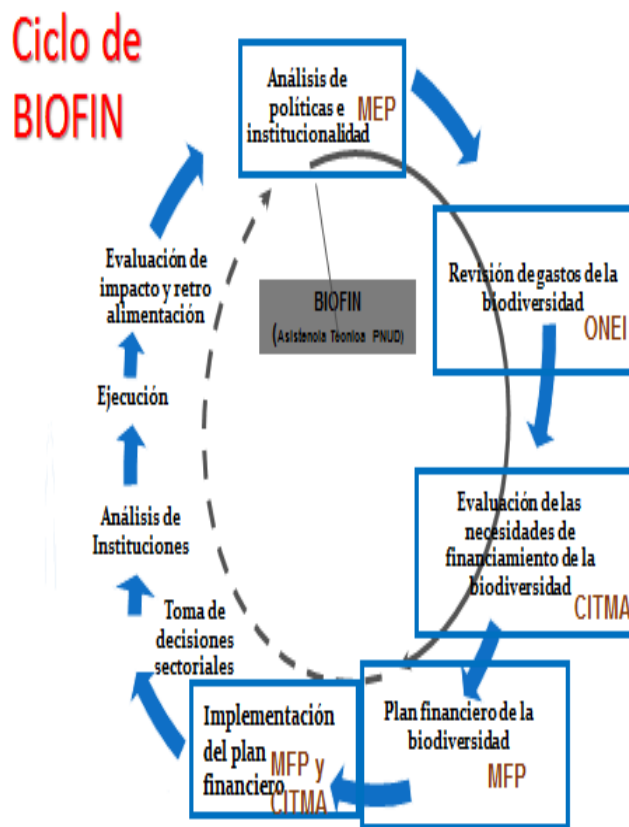 Ciclo de
BIOFIN
Análisis de
políticas e
institucionalidad
MEP
Revisión de gastos de la
biodiversidad
ONEI
Evaluación de las
necesidades de
financiamiento de la
biodiversidad
CITMA
Plan financiero de la
biodiversidad
MFP
Implementación
del plan
financiero
MFP y
CITMA
Toma de
decisiones
sectoriales
Análisis de
Instituciones
Ejecución
Evaluación de
impacto y retro
alimentación
BIOFIN
(Asistencia Técnica PNUD)